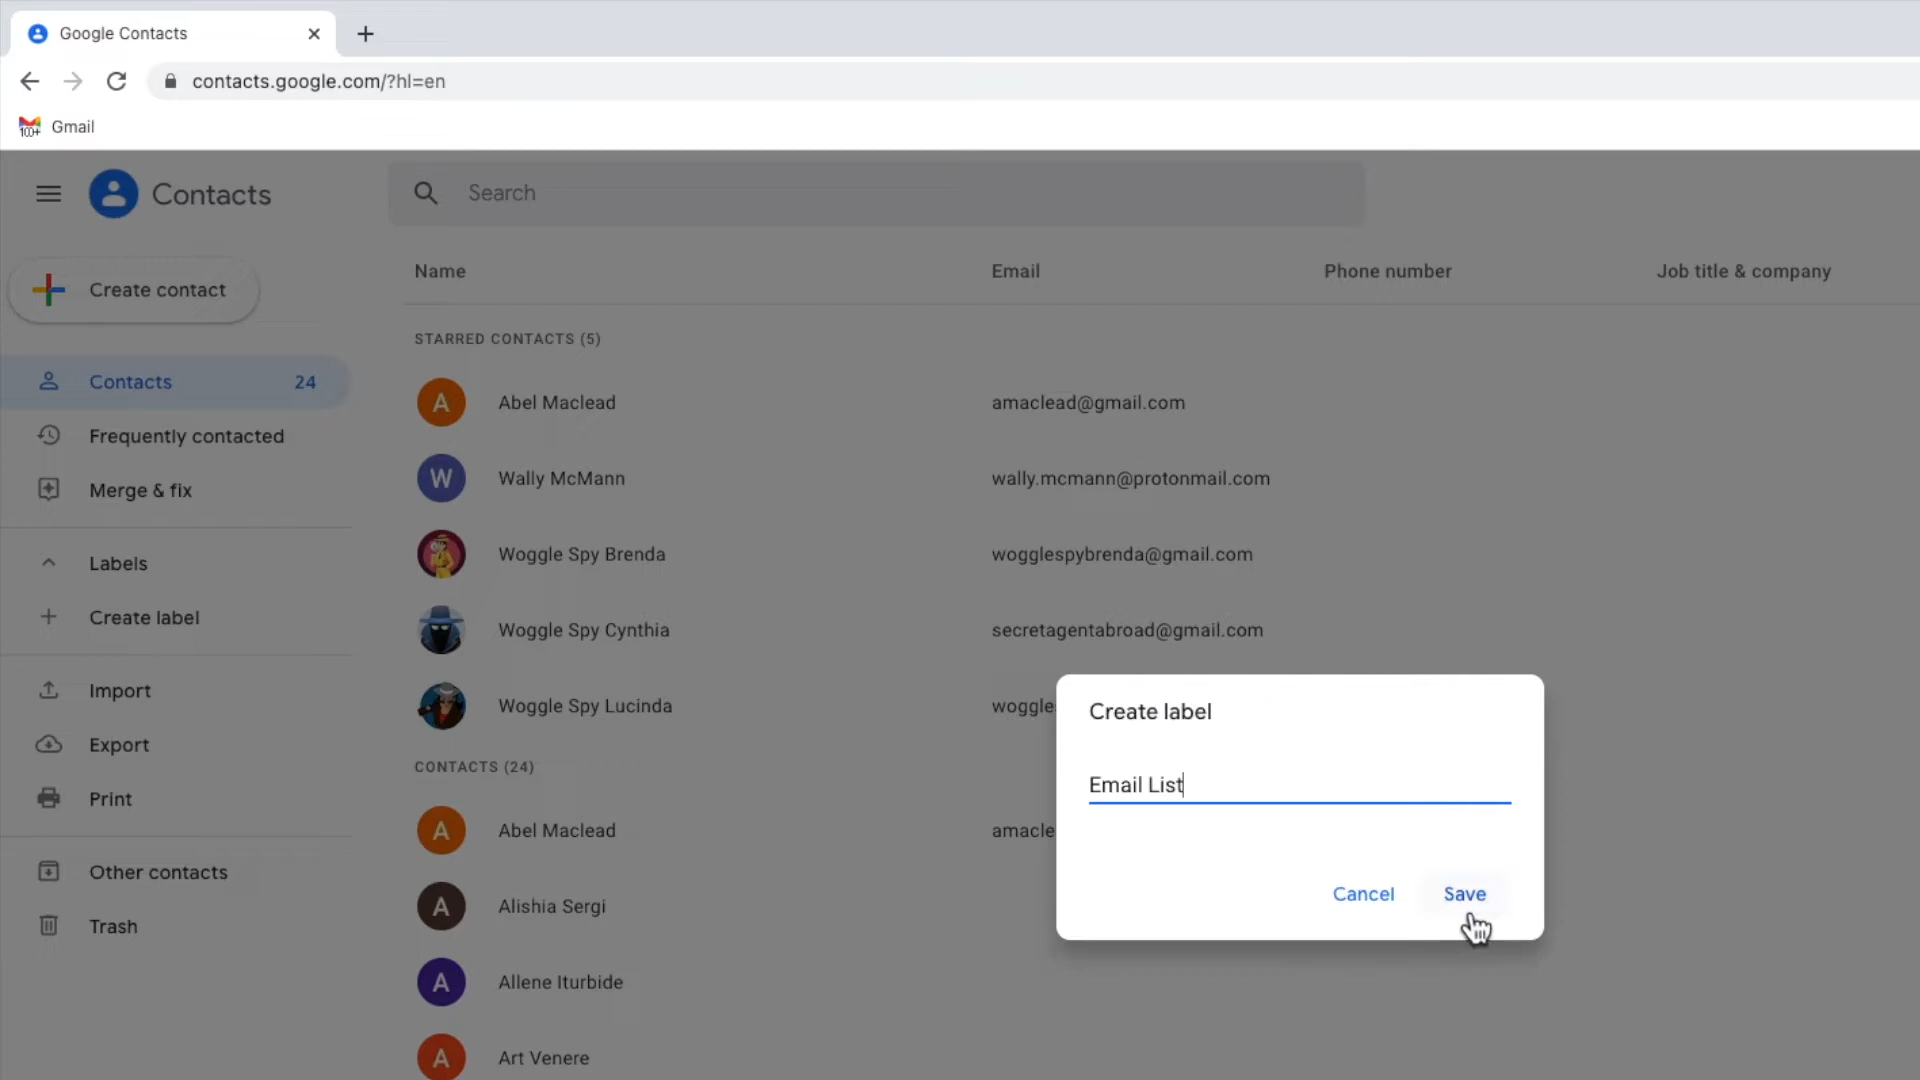 Google Contacts
contacts.google.com/?hl=en
100+ Gmail
Contacts
Search
Create contact
Contacts 24
Frequently contacted
Merge & fix
Labels
Create label
Import
Export
Print
Other contacts
Trash
Name Email Phone number Job title & company
STARRED CONTACTS (5)
A Abel Maclead amaclead@gmail.com
W Wally McMann wally.mcmann@protonmail.com
Woggle Spy Brenda wogglespybrenda@gmail.com
Woggle Spy Cynthia secretagentabroad@gmail.com
Woggle Spy Lucinda woggle
CONTACTS (24)
A Abel Maclead amacle
A Alishia Sergi
A Allene Iturbide
A Art Venere
Create label
Email List
Cancel Save